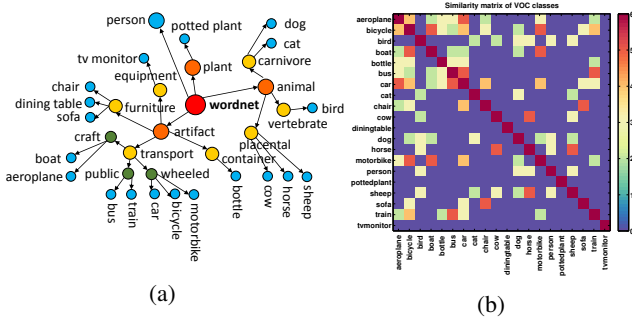 (a)
person
potted plant
dog
cat
tv monitor
plant
carnivore
equipment
chair
animal
dining table
furniture
wordnet
sofa
bird
artifact
vertebrate
craft
placental
transport
container
boat
public
wheeled
aeroplane
bus
train
car
bicycle
motorbike
bottle
cow
horse
sheep
(a)
(b)
Similarity matrix of VOC classes
aeroplane
bicycle
bird
boat
bottle
bus
car
cat
chair
cow
diningtable
dog
horse
motorbike
person
pottedplant
sheep
sofa
train
tvmonitor
aeroplane
bicycle
bird
boat
bottle
bus
car
cat
chair
cow
diningtable
dog
horse
motorbike
person
pottedplant
sheep
sofa
train
tvmonitor
5
4
3
2
1
0
(b)